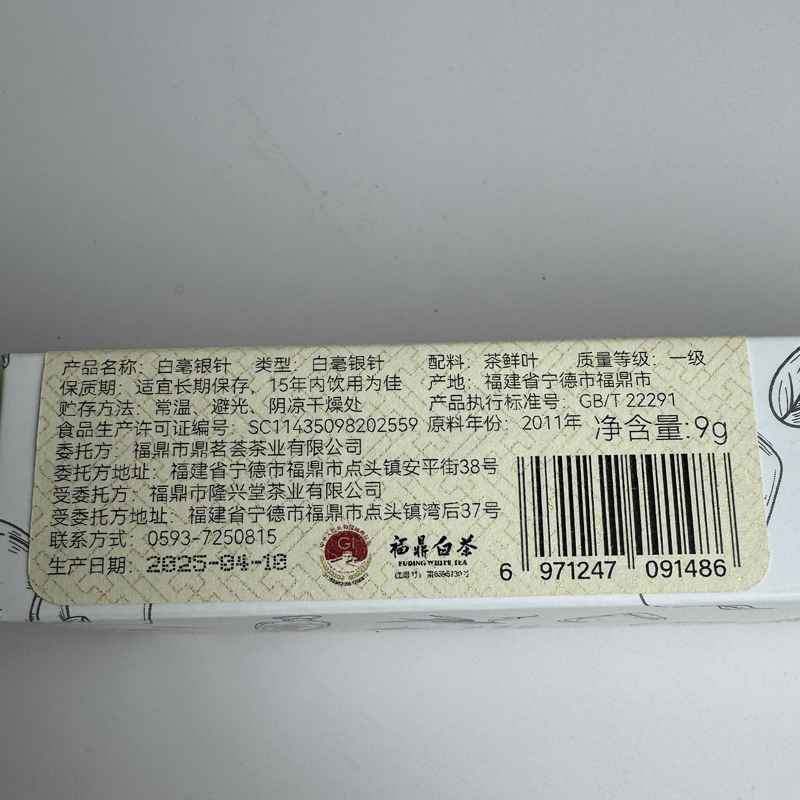 产品名称：白毫银针 类型：白毫银针 配料：茶鲜叶 质量等级：一级
保质期：适宜长期保存，15年内饮用为佳 产地：福建省宁德市福鼎市
贮存方法：常温、避光、阴凉干燥处 产品执行标准号：GB/T 22291
食品生产许可证编号：SC11435098202559 原料年份：2011年 净含量:9g
委托方：福鼎市鼎茗荟茶业有限公司
委托方地址：福建省宁德市福鼎市点头镇安平街38号
受委托方：福鼎市隆兴堂茶业有限公司
受委托方地址：福建省宁德市福鼎市点头镇湾后37号
联系方式：0593-7250815
生产日期：2025-04-18
GI
福鼎白茶
FUDING WHITE TEA
6 971247 091486